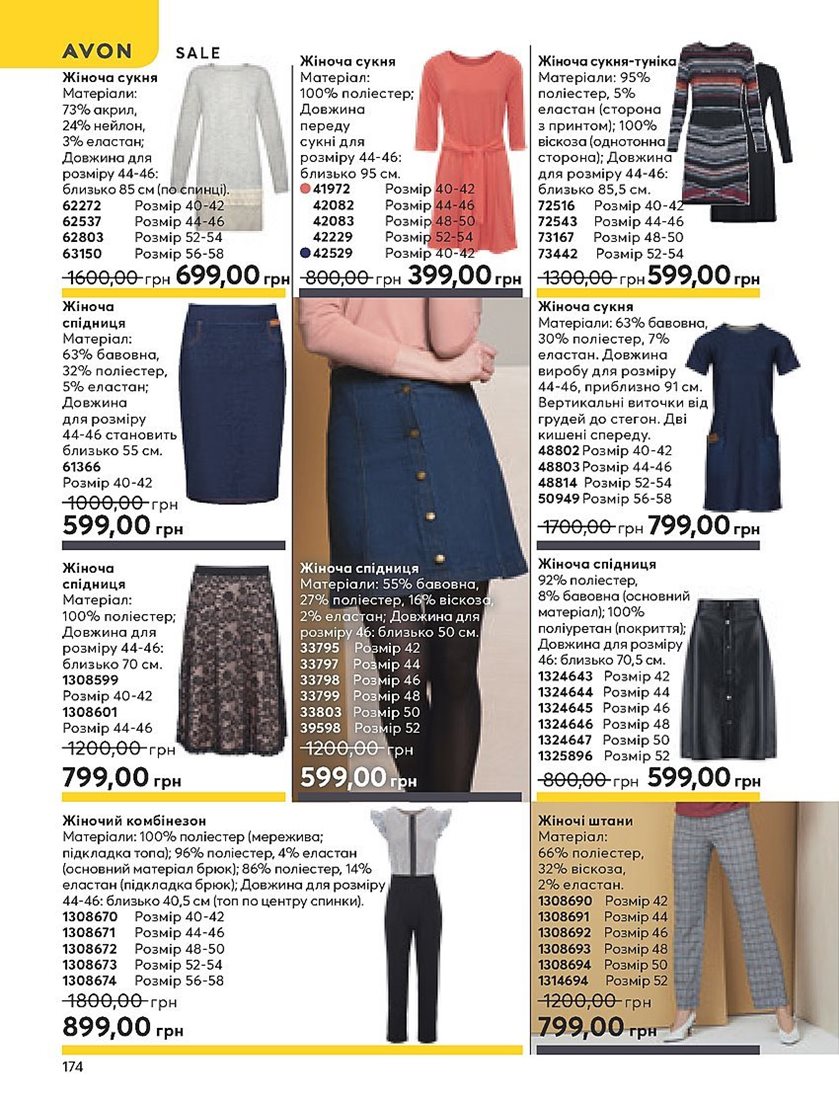 AVON SALE
Жіноча сукня
Матеріали:
73% акрил,
24% нейлон,
3% еластан;
Довжина для
розміру 44-46:
близько 85 см (по спинці).
62272 Розмір 40-42
62537 Розмір 44-46
62803 Розмір 52-54
63150 Розмір 56-58
1600,00 грн 699,00 грн
Жіноча сукня
Матеріал:
100% поліестер;
Довжина
переду
сукні для
розміру 44-46:
близько 95 см.
41972 Розмір 40-42
42082 Розмір 44-46
42083 Розмір 48-50
42229 Розмір 52-54
42529 Розмір 40-42
800,00 грн 399,00 грн
Жіноча сукня-туніка
Матеріали: 95%
поліестер, 5%
еластан (сторона
з принтом); 100%
віскоза (однотонна
сторона); Довжина
для розміру 44-46:
близько 85,5 см.
72516 Розмір 40-42
72543 Розмір 44-46
73167 Розмір 48-50
73442 Розмір 52-54
1300,00 грн 599,00 грн
Жіноча
спідниця
Матеріал:
63% бавовна,
32% поліестер,
5% еластан;
Довжина
для розміру
44-46 становить
близько 55 см.
61366
Розмір 40-42
1000,00 грн
599,00 грн
Жіноча сукня
Матеріали: 63% бавовна,
30% поліестер, 7%
еластан. Довжина
виробу для розміру
44-46, приблизно 91 см.
Вертикальні виточки від
грудей до стегон. Дві
кишені спереду.
48802 Розмір 40-42
48803 Розмір 44-46
48814 Розмір 52-54
50949 Розмір 56-58
1700,00 грн 799,00 грн
Жіноча
спідниця
Матеріал:
100% поліестер;
Довжина для
розміру 44-46:
близько 70 см.
1308599
Розмір 40-42
1308601
Розмір 44-46
1200,00 грн
799,00 грн
Жіноча спідниця
Матеріали: 55% бавовна,
27% поліестер, 16% віскоза,
2% еластан; Довжина для
розміру 46: близько 50 см.
33795 Розмір 42
33797 Розмір 44
33798 Розмір 46
33799 Розмір 48
33803 Розмір 50
39598 Розмір 52
1200,00 грн
599,00 грн
Жіноча спідниця
92% поліестер,
8% бавовна (основний
матеріал); 100%
поліуретан (покриття);
Довжина для розміру
46: близько 70,5 см.
1324643 Розмір 42
1324644 Розмір 44
1324645 Розмір 46
1324646 Розмір 48
1324647 Розмір 50
1325896 Розмір 52
800,00 грн 599,00 грн
Жіночий комбінезон
Матеріали: 100% поліестер (мережива;
підкладка топа); 96% поліестер, 4% еластан
(основний матеріал брюк); 86% поліестер, 14%
еластан (підкладка брюк); Довжина для розміру
44-46: близько 40,5 см (топ по центру спинки).
1308670 Розмір 40-42
1308671 Розмір 44-46
1308672 Розмір 48-50
1308673 Розмір 52-54
1308674 Розмір 56-58
1800,00 грн
899,00 грн
Жіночі штани
Матеріал:
66% поліестер,
32% віскоза,
2% еластан.
1308690 Розмір 42
1308691 Розмір 44
1308692 Розмір 46
1308693 Розмір 48
1308694 Розмір 50
1314694 Розмір 52
1200,00 грн
799,00 грн
174